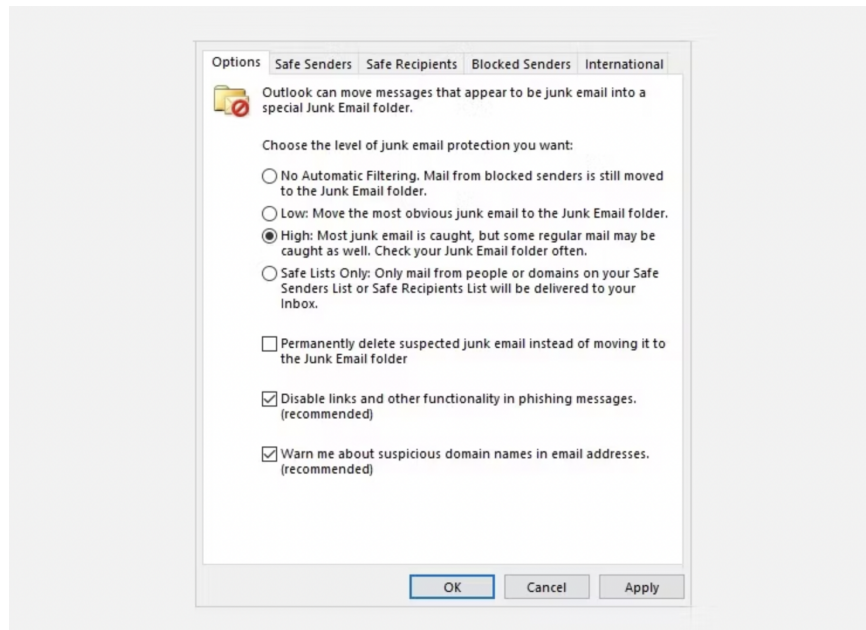 Options Safe Senders Safe Recipients Blocked Senders International
Outlook can move messages that appear to be junk email into a
special Junk Email folder.
Choose the level of junk email protection you want:
No Automatic Filtering. Mail from blocked senders is still moved
to the Junk Email folder.
Low: Move the most obvious junk email to the Junk Email folder.
High: Most junk email is caught, but some regular mail may be
caught as well. Check your Junk Email folder often.
Safe Lists Only: Only mail from people or domains on your Safe
Senders List or Safe Recipients List will be delivered to your
Inbox.
Permanently delete suspected junk email instead of moving it to
the Junk Email folder
Disable links and other functionality in phishing messages.
(recommended)
Warn me about suspicious domain names in email addresses.
(recommended)
OK Cancel Apply